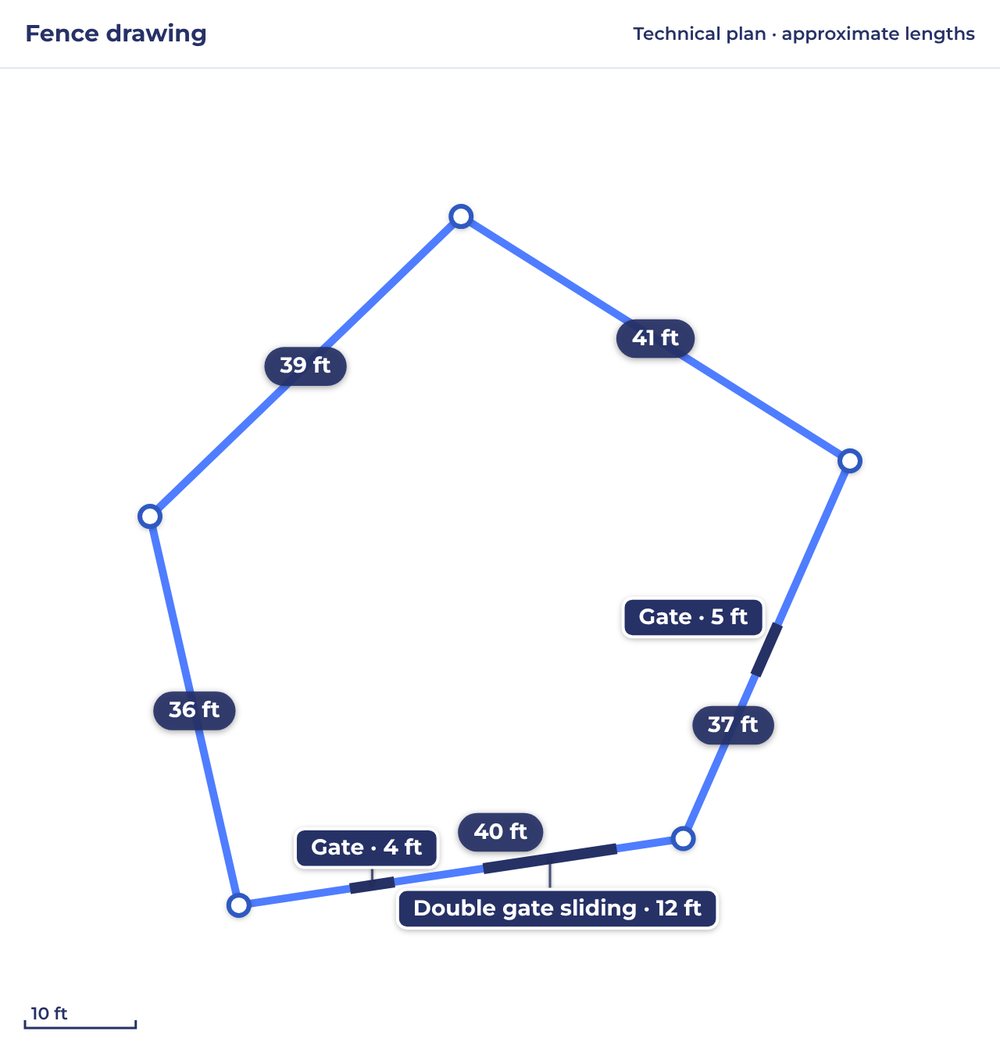 Fence drawing
Technical plan · approximate lengths
41 ft
39 ft
Gate · 5 ft
36 ft
37 ft
40 ft
Gate · 4 ft
Double gate sliding · 12 ft
10 ft